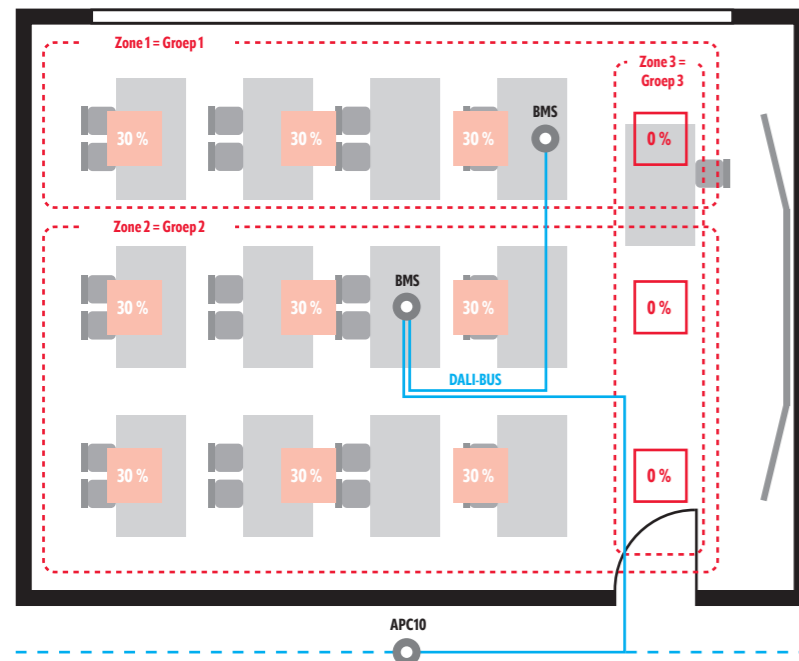 Zone 1 = Groep 1
Zone 3 =
Groep 3
BMS
30 %
30 %
30 %
0 %
Zone 2 = Groep 2
BMS
30 %
30 %
30 %
0 %
DALI-BUS
30 %
30 %
30 %
0 %
APC10